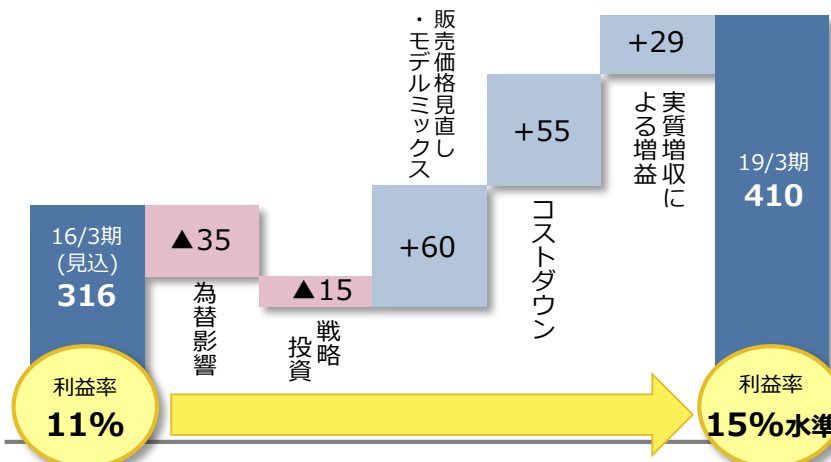 16/3期
(見込)
316
利益率
11%
▲35
為替影響
▲15
戦略
投資
+60
販売価格見直し
・モデルミックス
+55
コストダウン
+29
実質増収に
よる増益
19/3期
410
利益率
15%水準